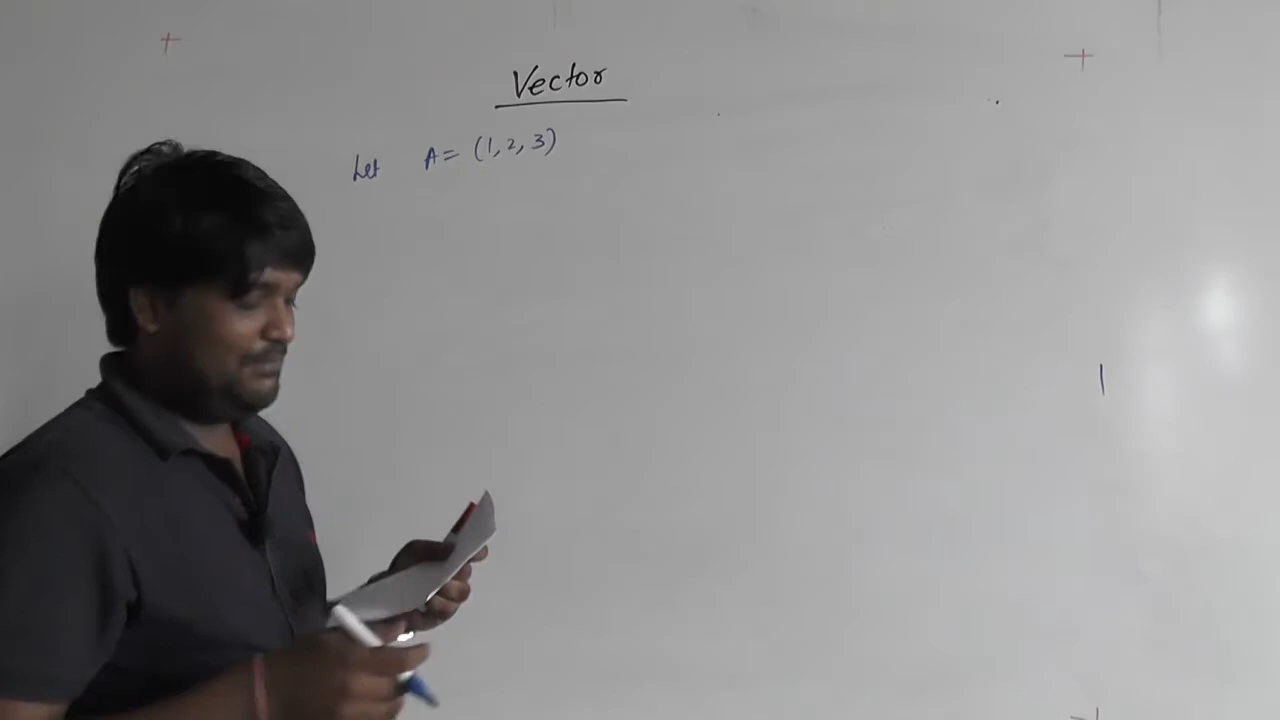 Vector
Let A = (1, 2, 3)